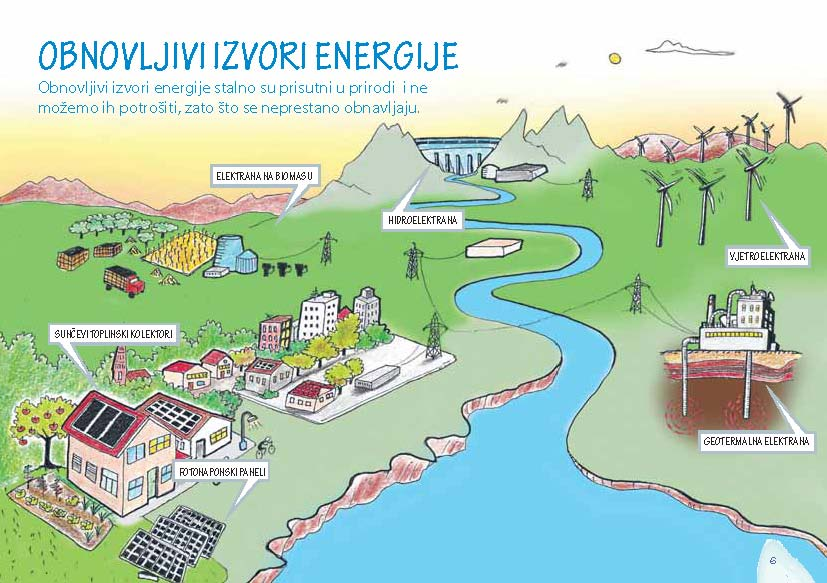 OBNOVLJIVI IZVORI ENERGIJE
Obnovljivi izvori energije stalno su prisutni u prirodi i ne
možemo ih potrošiti, zato što se neprestano obnavljaju.
ELEKTRANA NA BIOMASU
HIDROELEKTRANA
VJETROELEKTRANA
SUNČEVI TOPLINSKI KOLEKTORI
GEOTERMALNA ELEKTRANA
FOTONAPONSKI PANELI
6